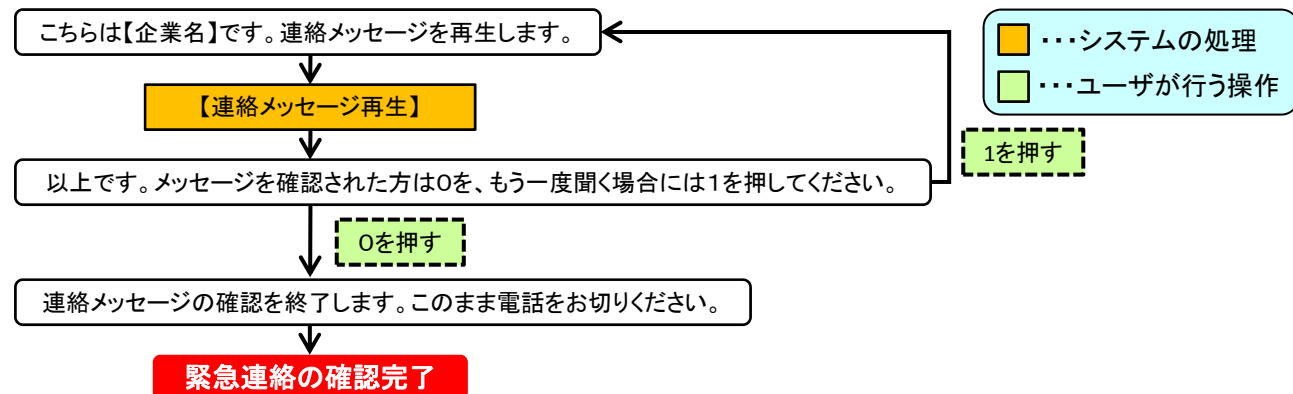 こちらは【企業名】です。連絡メッセージを再生します。
【連絡メッセージ再生】
以上です。メッセージを確認された方は0を、もう一度聞く場合には1を押してください。
1を押す
0を押す
連絡メッセージの確認を終了します。このまま電話をお切りください。
緊急連絡の確認完了
･･･システムの処理
･･･ユーザが行う操作